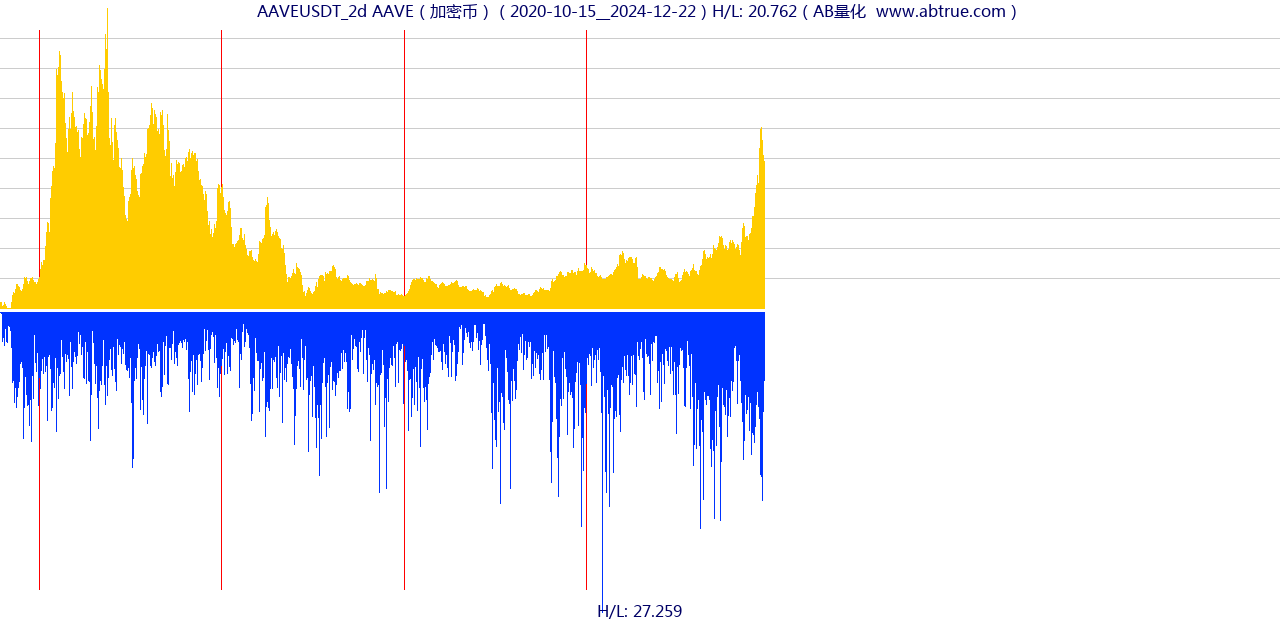 AAVEUSDT_2d AAVE ( 加密币 ) ( 2020-10-15__2024-12-22 ) H/L: 20.762 ( AB量化  www.abtrue.com )
H/L: 27.259